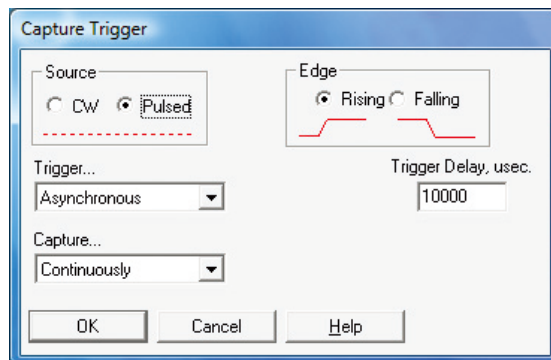 Capture Trigger
Source
CW Pulsed
Edge
Rising Falling
Trigger...
Asynchronous
Trigger Delay, usec.
10000
Capture...
Continuously
OK Cancel Help